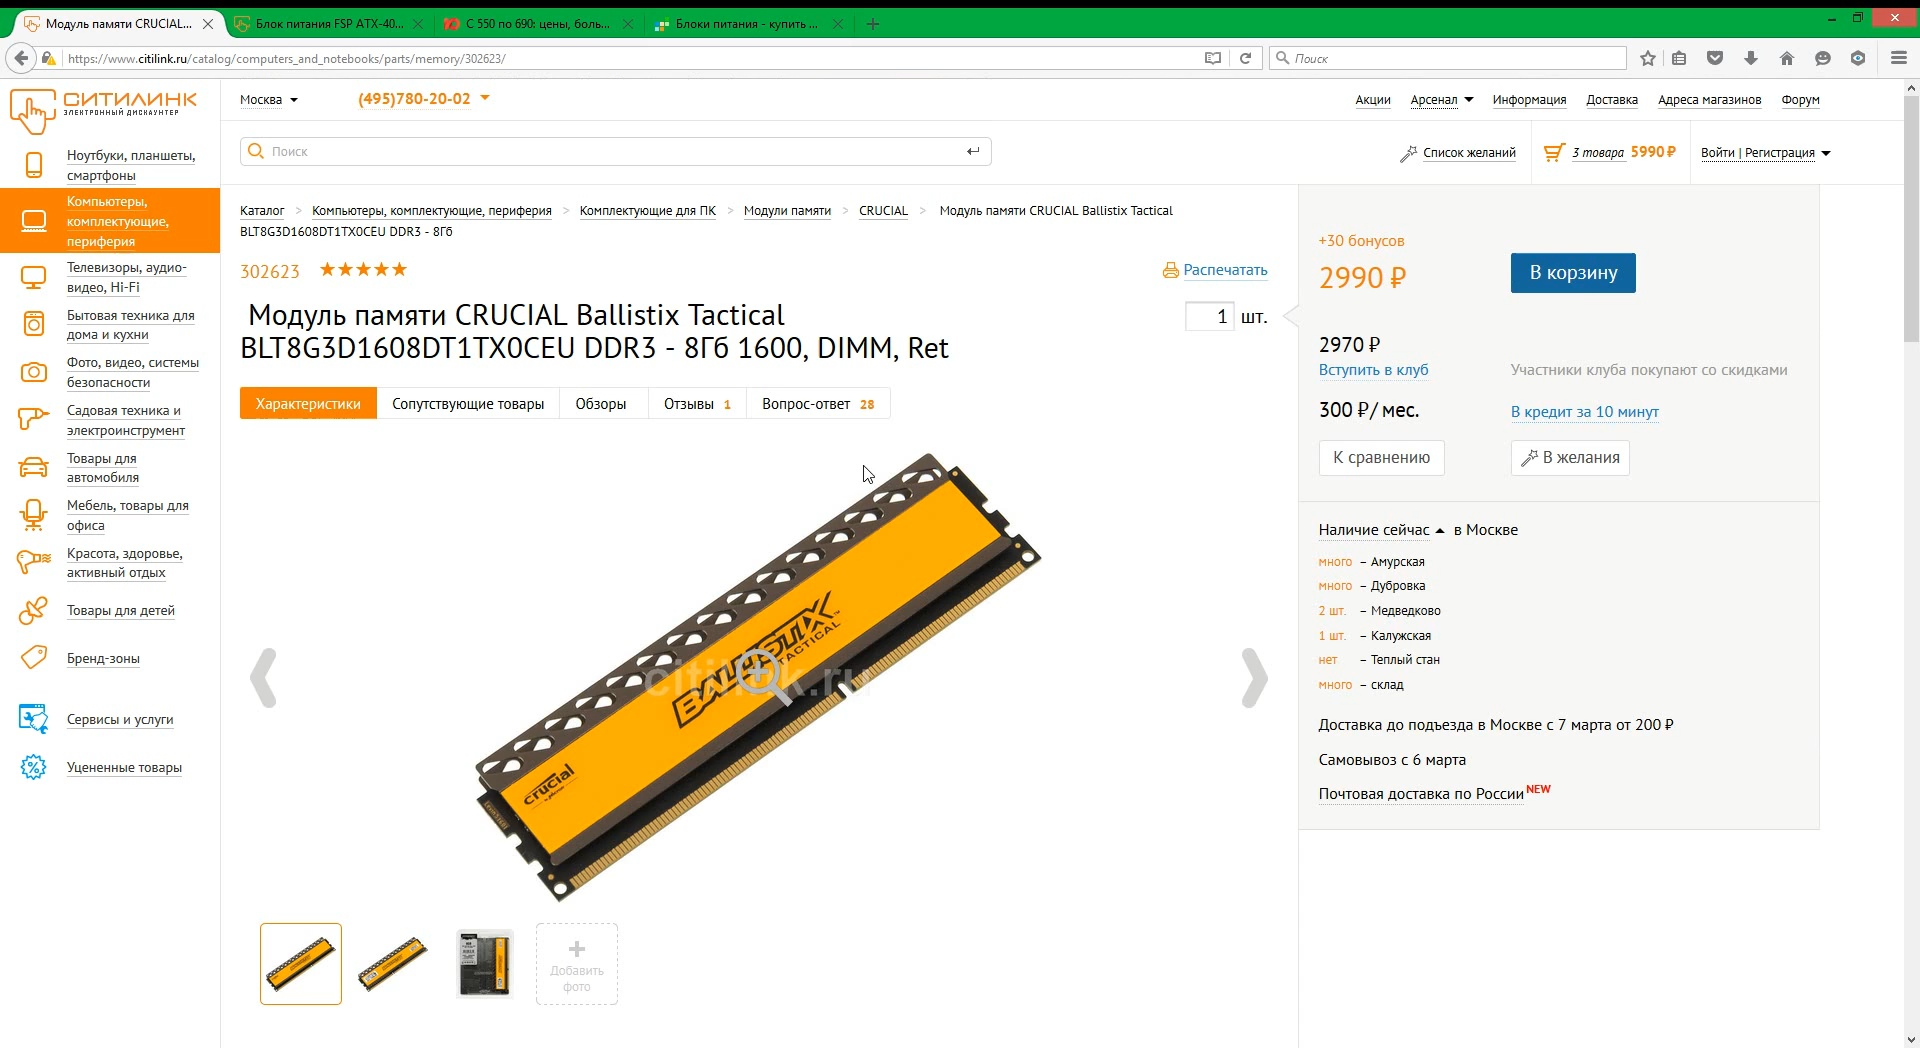 Модуль памяти CRUCIAL...
Блок питания FSP ATX-40...
С 550 по 690: цены, боль...
Блоки питания - купить ...
https://www.citilink.ru/catalog/computers_and_notebooks/parts/memory/302623/
Поиск
СИТИЛИНК
ЭЛЕКТРОННЫЙ ДИСКАУНТЕР
Москва
(495)780-20-02
Акции
Арсенал
Информация
Доставка
Адреса магазинов
Форум
Поиск
Список желаний
3 товара 5990 ₽
Войти | Регистрация
Ноутбуки, планшеты,
смартфоны
Компьютеры,
комплектующие,
периферия
Телевизоры, аудио-
видео, Hi-Fi
Бытовая техника для
дома и кухни
Фото, видео, системы
безопасности
Садовая техника и
электроинструмент
Товары для
автомобиля
Мебель, товары для
офиса
Красота, здоровье,
активный отдых
Товары для детей
Бренд-зоны
Сервисы и услуги
Уцененные товары
Каталог > Компьютеры, комплектующие, периферия > Комплектующие для ПК > Модули памяти > CRUCIAL > Модуль памяти CRUCIAL Ballistix Tactical
BLT8G3D1608DT1TX0CEU DDR3 - 8Гб
302623
Распечатать
Модуль памяти CRUCIAL Ballistix Tactical
BLT8G3D1608DT1TX0CEU DDR3 - 8Гб 1600, DIMM, Ret
1 шт.
Характеристики
Сопутствующие товары
Обзоры
Отзывы 1
Вопрос-ответ 28
BALLISTIX
TACTICAL
crucial
citilink.ru
Добавить
фото
+30 бонусов
2990 ₽
В корзину
2970 ₽
Вступить в клуб
Участники клуба покупают со скидками
300 ₽/ мес.
В кредит за 10 минут
К сравнению
В желания
Наличие сейчас в Москве
много – Амурская
много – Дубровка
2 шт. – Медведково
1 шт. – Калужская
нет – Теплый стан
много – склад
Доставка до подъезда в Москве с 7 марта от 200 ₽
Самовывоз с 6 марта
Почтовая доставка по России NEW